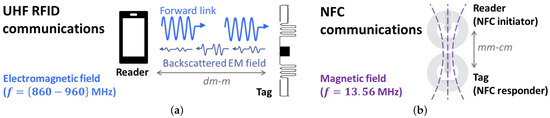 UHF RFID
communications
Forward link
Backscattered EM field
Reader
dm-m
Tag
Electromagnetic field
(f = {860 − 960} MHz)
(a)
NFC
communications
Reader
(NFC initiator)
mm-cm
Tag
(NFC responder)
Magnetic field
(f = 13.56 MHz)
(b)